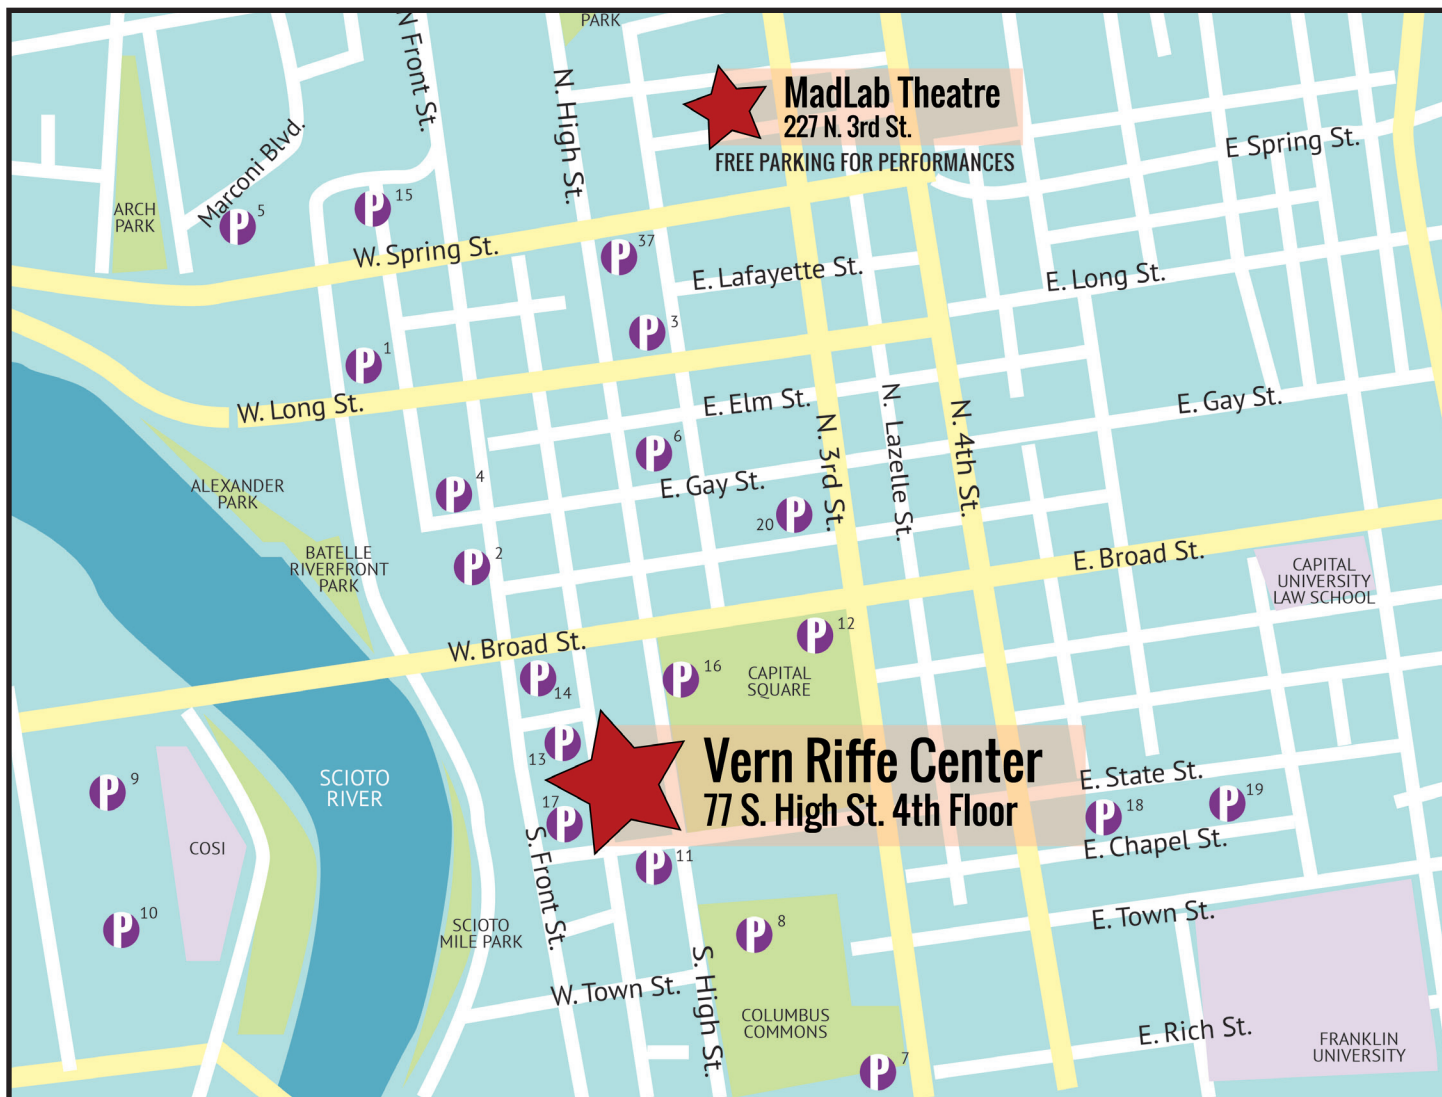 PARK
N Front St.
N. High St.
MadLab Theatre
227 N. 3rd St.
FREE PARKING FOR PERFORMANCES
Marconi Blvd.
E Spring St.
ARCH
PARK
P 5
P 15
W. Spring St.
P 37
E. Lafayette St.
E. Long St.
P 3
P 1
W. Long St.
E. Elm St.
N. 3rd St.
N. Lazelle St.
N. 4th St.
E. Gay St.
P 6
E. Gay St.
P 4
ALEXANDER
PARK
20 P
P 2
BATELLE
RIVERFRONT
PARK
E. Broad St.
CAPITAL
UNIVERSITY
LAW SCHOOL
W. Broad St.
P 12
P 14
P 16
CAPITAL
SQUARE
13 P
Vern Riffe Center
77 S. High St. 4th Floor
SCIOTO
RIVER
P 9
E. State St.
17 P
P 18
P 19
S. Front St.
COSI
P 11
E. Chapel St.
P 10
SCIOTO
MILE PARK
P 8
E. Town St.
W. Town St.
S. High St.
COLUMBUS
COMMONS
E. Rich St.
FRANKLIN
UNIVERSITY
P 7